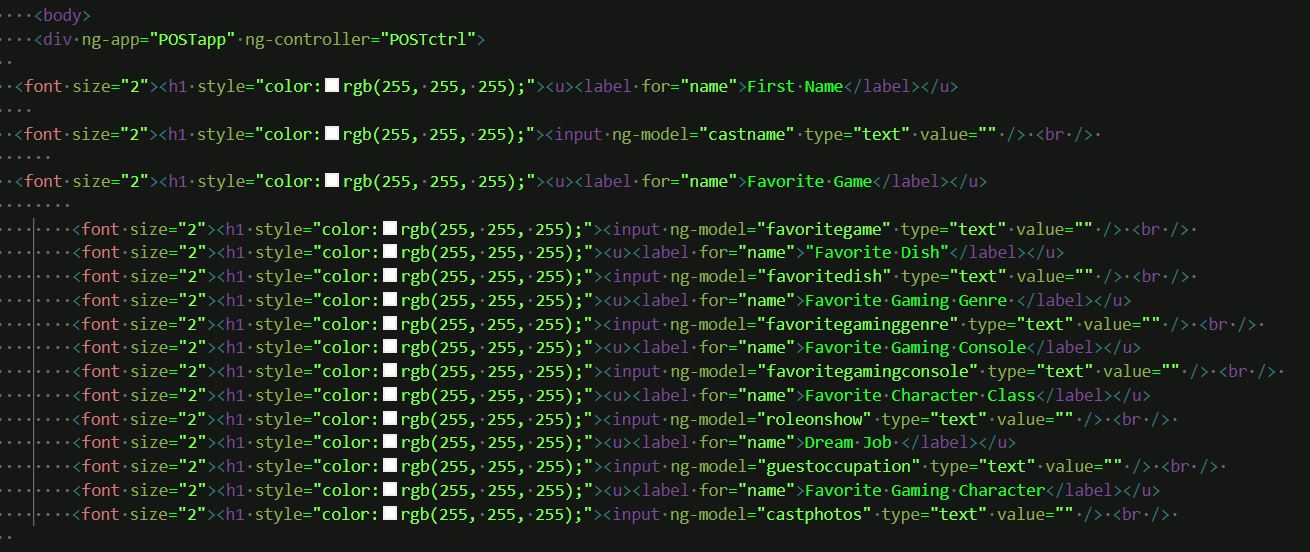 <body>
<div ng-app="POSTapp" ng-controller="POSTctrl">
<font size="2"><h1 style="color:rgb(255, 255, 255);"><u><label for="name">First Name</label></u>
<font size="2"><h1 style="color:rgb(255, 255, 255);"><input ng-model="castname" type="text" value="" /> <br />
<font size="2"><h1 style="color:rgb(255, 255, 255);"><u><label for="name">Favorite Game</label></u>
<font size="2"><h1 style="color:rgb(255, 255, 255);"><input ng-model="favoritegame" type="text" value="" /> <br />
<font size="2"><h1 style="color:rgb(255, 255, 255);"><u><label for="name">"Favorite Dish"</label></u>
<font size="2"><h1 style="color:rgb(255, 255, 255);"><input ng-model="favoritedish" type="text" value="" /> <br />
<font size="2"><h1 style="color:rgb(255, 255, 255);"><u><label for="name">Favorite Gaming Genre </label></u>
<font size="2"><h1 style="color:rgb(255, 255, 255);"><input ng-model="favoritegaminggenre" type="text" value="" /> <br />
<font size="2"><h1 style="color:rgb(255, 255, 255);"><u><label for="name">Favorite Gaming Console</label></u>
<font size="2"><h1 style="color:rgb(255, 255, 255);"><input ng-model="favoritegamingconsole" type="text" value="" /> <br />
<font size="2"><h1 style="color:rgb(255, 255, 255);"><u><label for="name">Favorite Character Class</label></u>
<font size="2"><h1 style="color:rgb(255, 255, 255);"><input ng-model="roleonshow" type="text" value="" /> <br />
<font size="2"><h1 style="color:rgb(255, 255, 255);"><u><label for="name">Dream Job </label></u>
<font size="2"><h1 style="color:rgb(255, 255, 255);"><input ng-model="guestoccupation" type="text" value="" /> <br />
<font size="2"><h1 style="color:rgb(255, 255, 255);"><u><label for="name">Favorite Gaming Character</label></u>
<font size="2"><h1 style="color:rgb(255, 255, 255);"><input ng-model="castphotos" type="text" value="" /> <br />